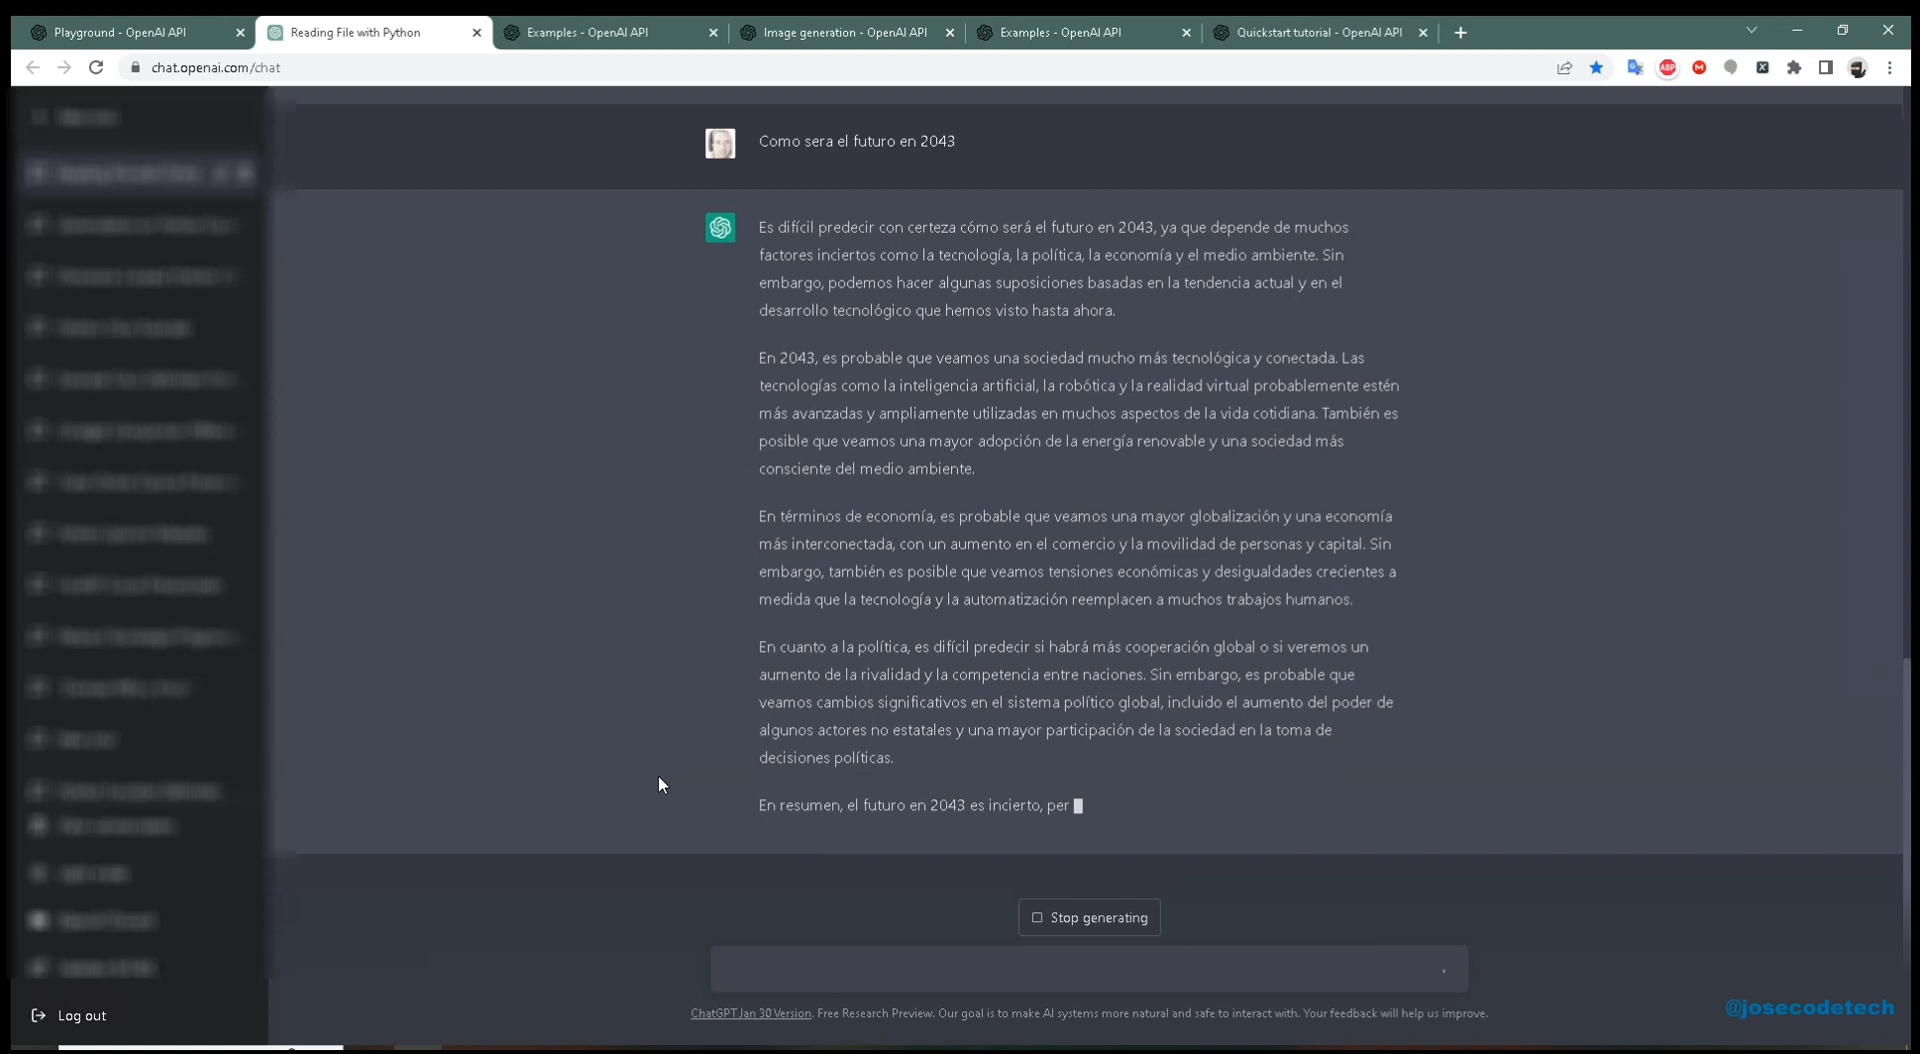 Playground - OpenAI API
Reading File with Python
Examples - OpenAI API
Image generation - OpenAI API
Examples - OpenAI API
Quickstart tutorial - OpenAI API
chat.openai.com/chat
ABP
M
X
Como sera el futuro en 2043
Es difícil predecir con certeza cómo será el futuro en 2043, ya que depende de muchos
factores inciertos como la tecnología, la política, la economía y el medio ambiente. Sin
embargo, podemos hacer algunas suposiciones basadas en la tendencia actual y en el
desarrollo tecnológico que hemos visto hasta ahora.
En 2043, es probable que veamos una sociedad mucho más tecnológica y conectada. Las
tecnologías como la inteligencia artificial, la robótica y la realidad virtual probablemente estén
más avanzadas y ampliamente utilizadas en muchos aspectos de la vida cotidiana. También es
posible que veamos una mayor adopción de la energía renovable y una sociedad más
consciente del medio ambiente.
En términos de economía, es probable que veamos una mayor globalización y una economía
más interconectada, con un aumento en el comercio y la movilidad de personas y capital. Sin
embargo, también es posible que veamos tensiones económicas y desigualdades crecientes a
medida que la tecnología y la automatización reemplacen a muchos trabajos humanos.
En cuanto a la política, es difícil predecir si habrá más cooperación global o si veremos un
aumento de la rivalidad y la competencia entre naciones. Sin embargo, es probable que
veamos cambios significativos en el sistema político global, incluido el aumento del poder de
algunos actores no estatales y una mayor participación de la sociedad en la toma de
decisiones políticas.
En resumen, el futuro en 2043 es incierto, per
Stop generating
ChatGPT Jan 30 Version. Free Research Preview. Our goal is to make AI systems more natural and safe to interact with. Your feedback will help us improve.
Log out
@josecodetech